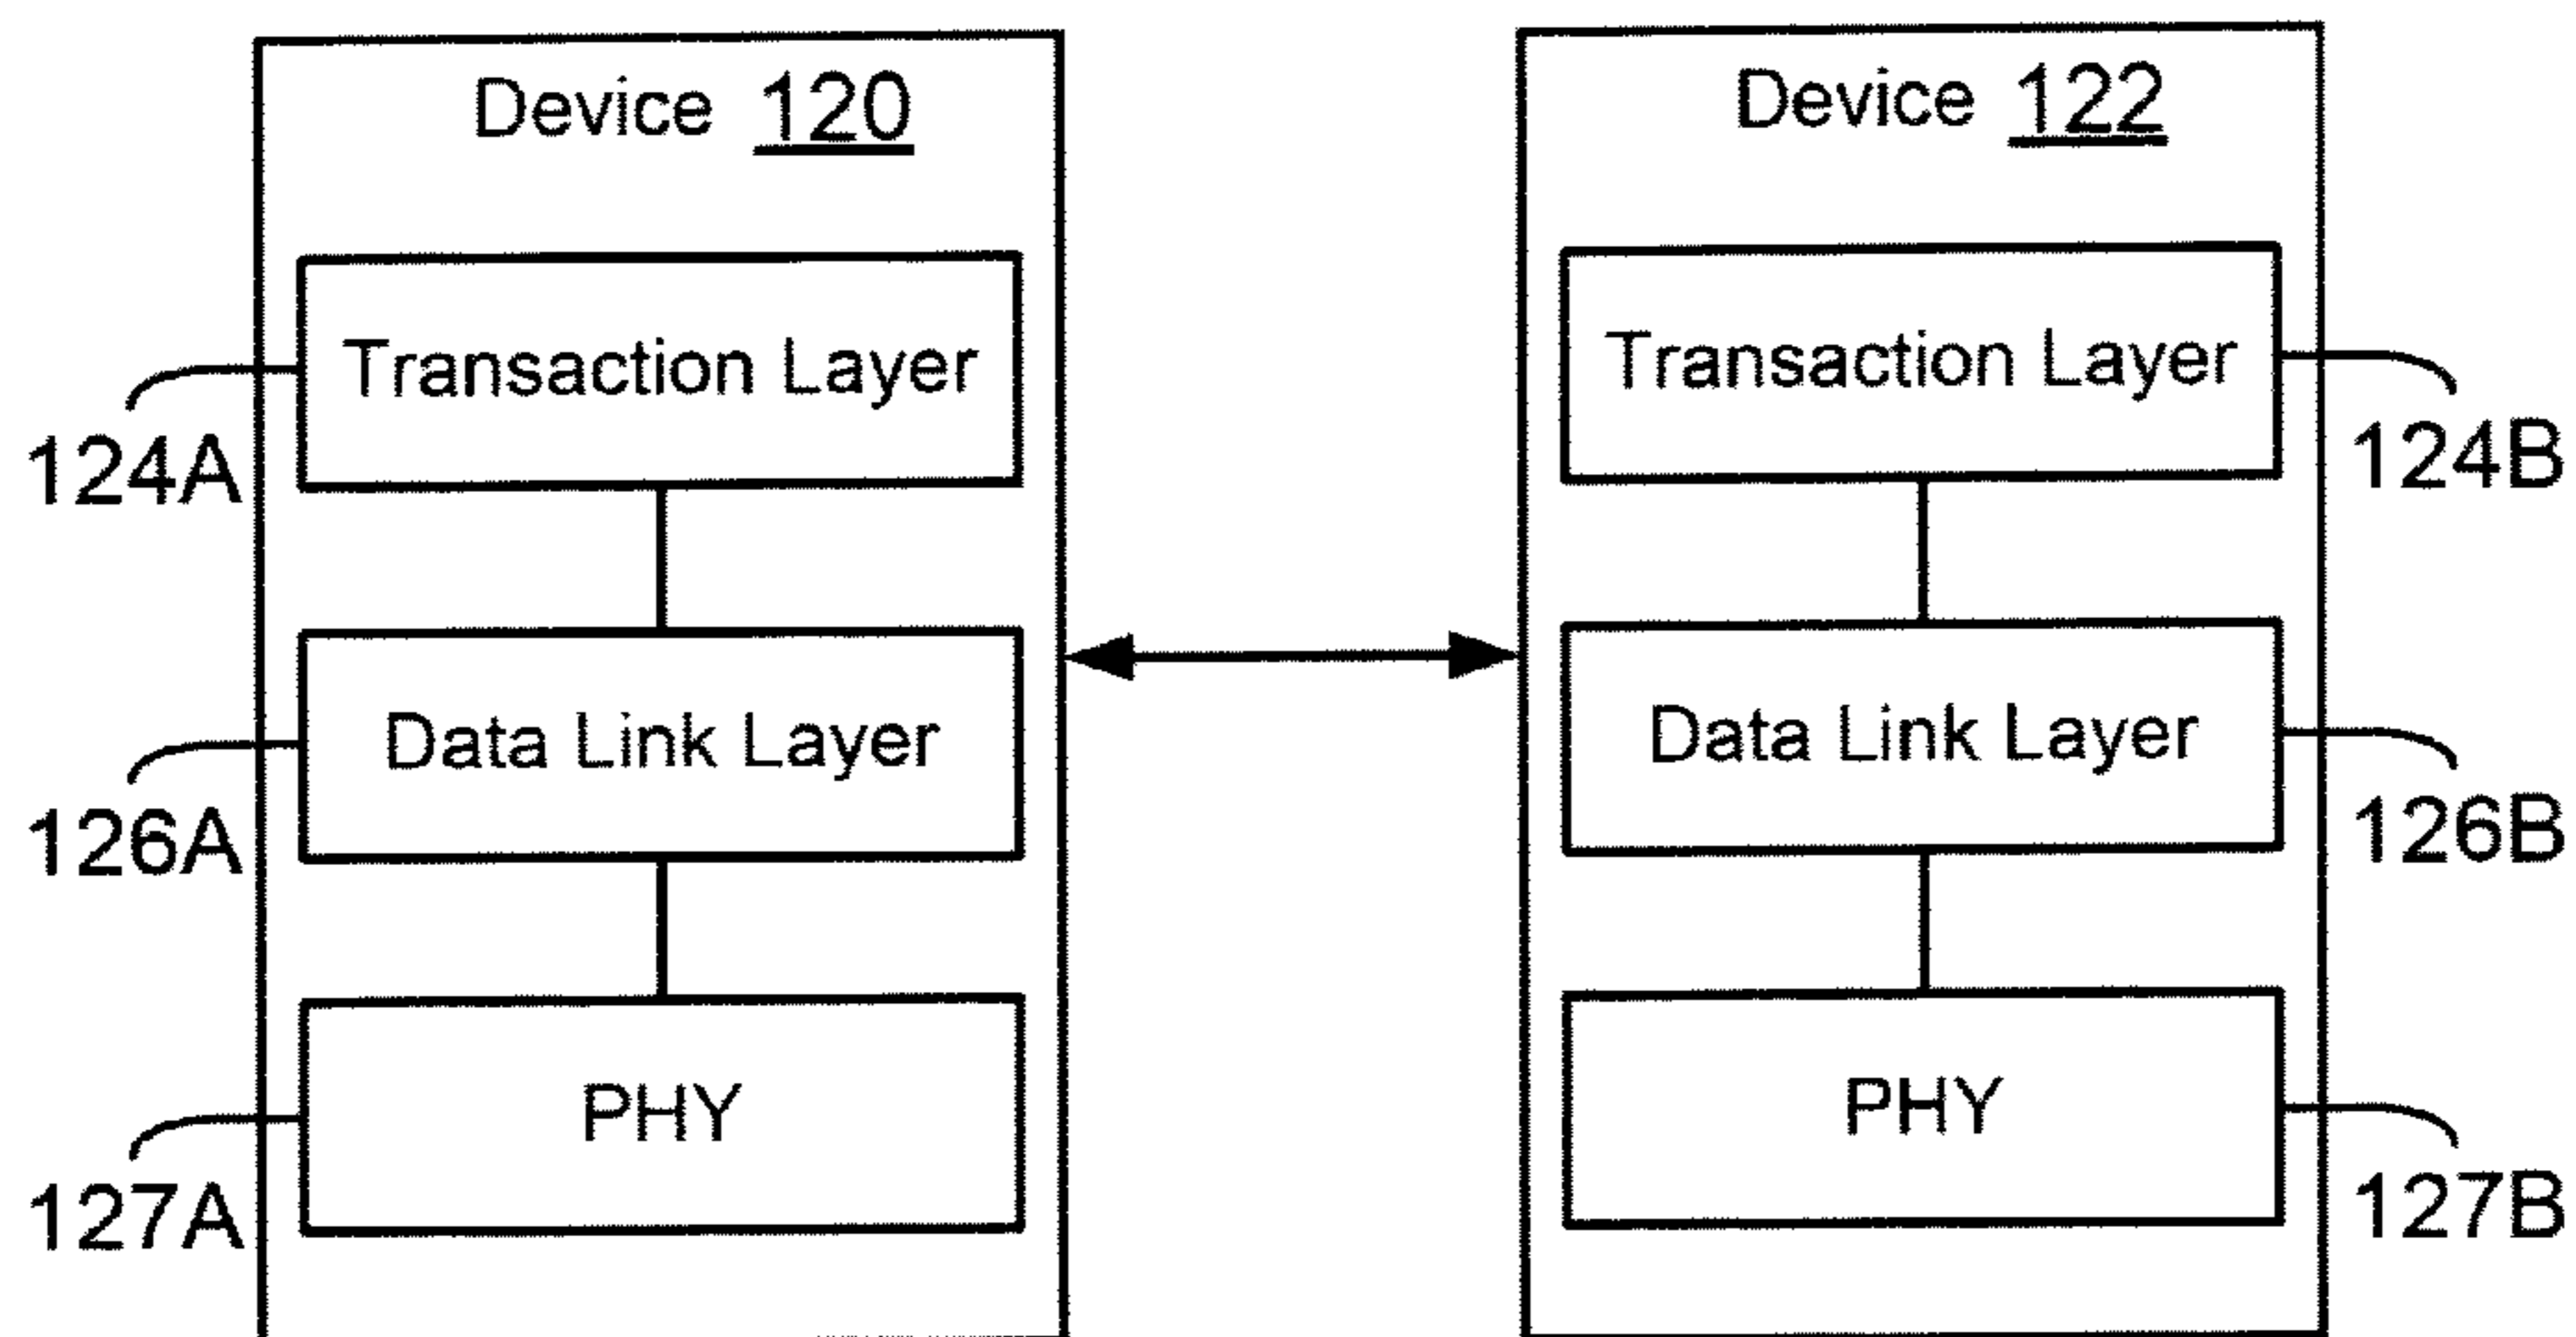 Device 120
Device 122
Transaction Layer
Transaction Layer
124A
124B
Data Link Layer
Data Link Layer
126A
126B
PHY
PHY
127A
127B